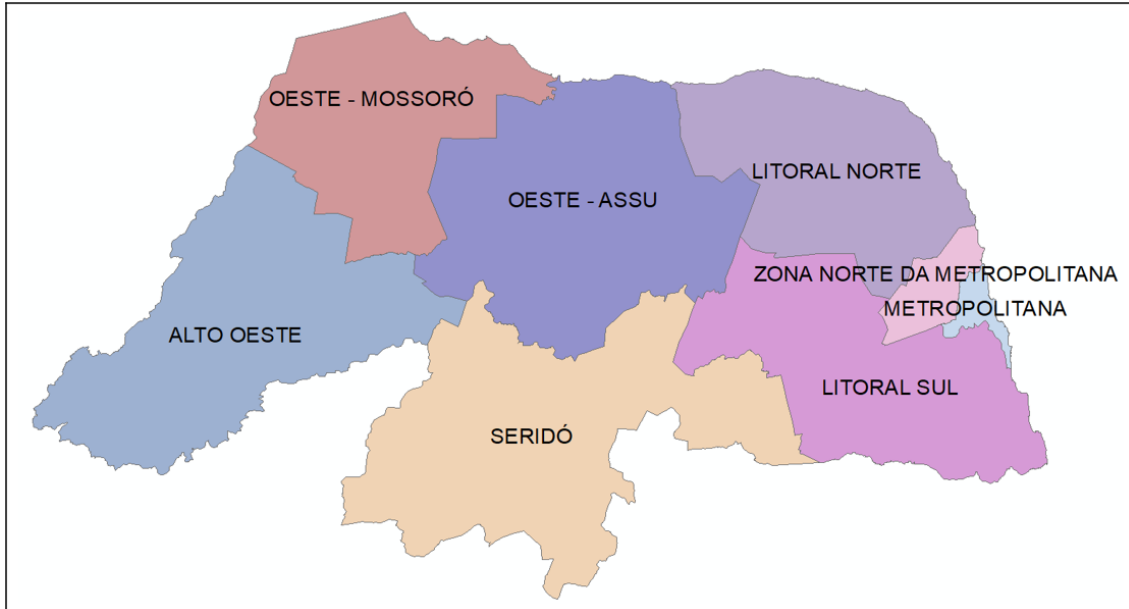 OESTE - MOSSORÓ
LITORAL NORTE
OESTE - ASSU
ZONA NORTE DA METROPOLITANA
METROPOLITANA
ALTO OESTE
LITORAL SUL
SERIDÓ